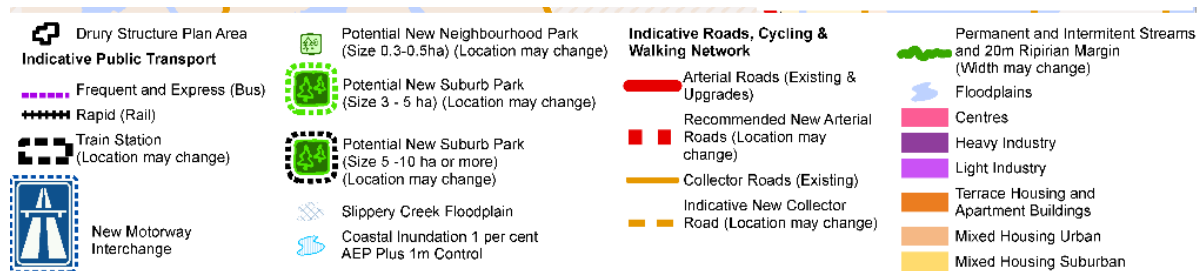 Drury Structure Plan Area
Indicative Public Transport
Frequent and Express (Bus)
Rapid (Rail)
Train Station
(Location may change)
New Motorway
Interchange
Potential New Neighbourhood Park
(Size 0.3-0.5ha) (Location may change)
Potential New Suburb Park
(Size 3 - 5 ha) (Location may change)
Potential New Suburb Park
(Size 5 -10 ha or more)
(Location may change)
Slippery Creek Floodplain
Coastal Inundation 1 per cent
AEP Plus 1m Control
Indicative Roads, Cycling &
Walking Network
Arterial Roads (Existing &
Upgrades)
Recommended New Arterial
Roads (Location may
change)
Collector Roads (Existing)
Indicative New Collector
Road (Location may change)
Permanent and Intermitent Streams
and 20m Ripirian Margin
(Width may change)
Floodplains
Centres
Heavy Industry
Light Industry
Terrace Housing and
Apartment Buildings
Mixed Housing Urban
Mixed Housing Suburban